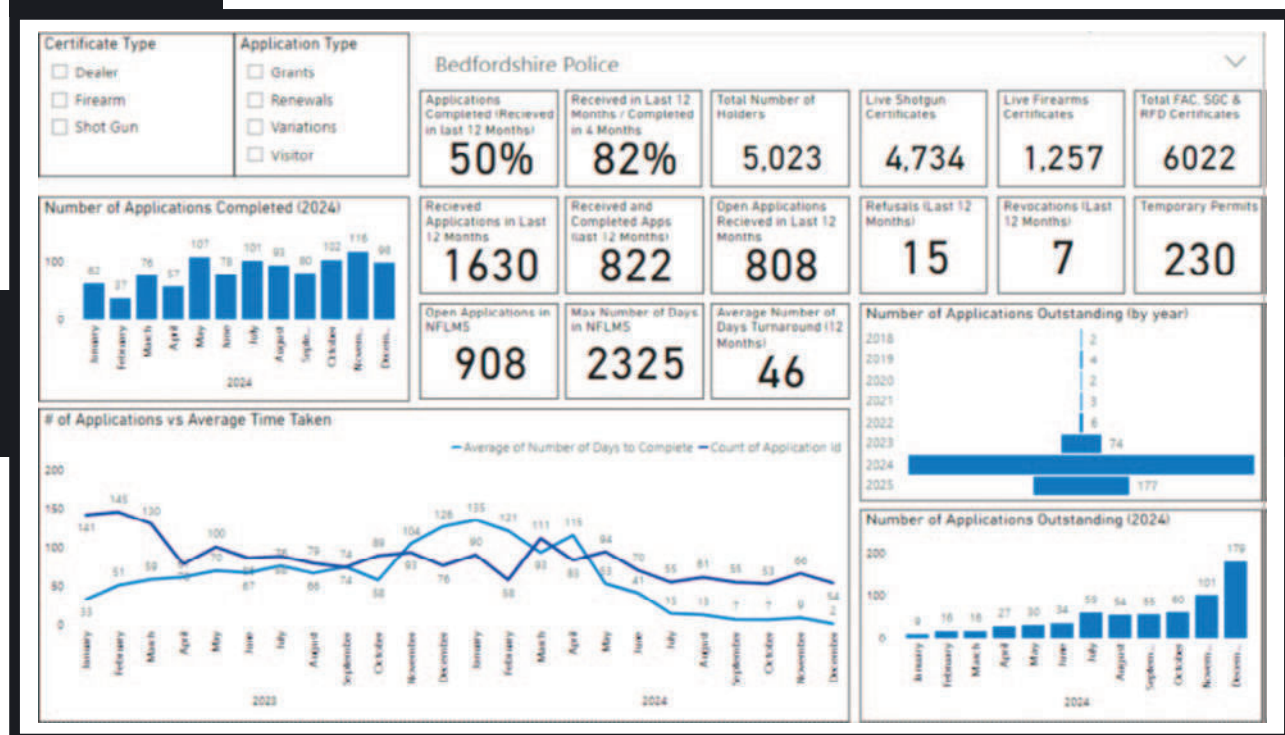 Certificate Type
Dealer
Firearm
Shot Gun
Application Type
Grants
Renewals
Variations
Visitor
Bedfordshire Police
Applications
Completed (Recieved
in last 12 Months)
50%
Received in Last 12
Months / Completed
in 4 Months
82%
Total Number of
Holders
5,023
Live Shotgun
Certificates
4,734
Live Firearms
Certificates
1,257
Total FAC, SGC &
RFD Certificates
6022
Number of Applications Completed (2024)
100
0
62
37
76
57
107
78
101
93
80
102
116
98
January
February
March
April
May
June
July
August
Septe...
October
Novem...
Decem...
2024
Recieved
Applications in Last
12 Months
1630
Received and
Completed Apps
(last 12 Months)
822
Open Applications
Recieved in Last 12
Months
808
Refusals (Last 12
Months)
15
Revocations (Last
12 Months)
7
Temporary Permits
230
Open Applications in
NFLMS
908
Max Number of Days
in NFLMS
2325
Average Number of
Days Turnaround (12
Months)
46
Number of Applications Outstanding (by year)
2018 2
2019 4
2020 2
2021 3
2022 6
2023 74
2024
2025 177
# of Applications vs Average Time Taken
Average of Number of Days to Complete Count of Application Id
200
150
100
50
0
141
145
130
100
79
74
89
93
76
90
58
111
83
94
70
55
61
55
53
66
54
33
51
59
70
67
66
74
58
104
126
135
121
93
115
53
41
13
7
7
9
2
January
February
March
April
May
June
July
August
September
October
November
December
January
February
March
April
May
June
July
August
September
October
November
December
2023
2024
Number of Applications Outstanding (2024)
200
100
0
9
16
16
27
30
34
59
54
55
60
101
179
January
February
March
April
May
June
July
August
Septem...
October
Novem...
Decem...
2024